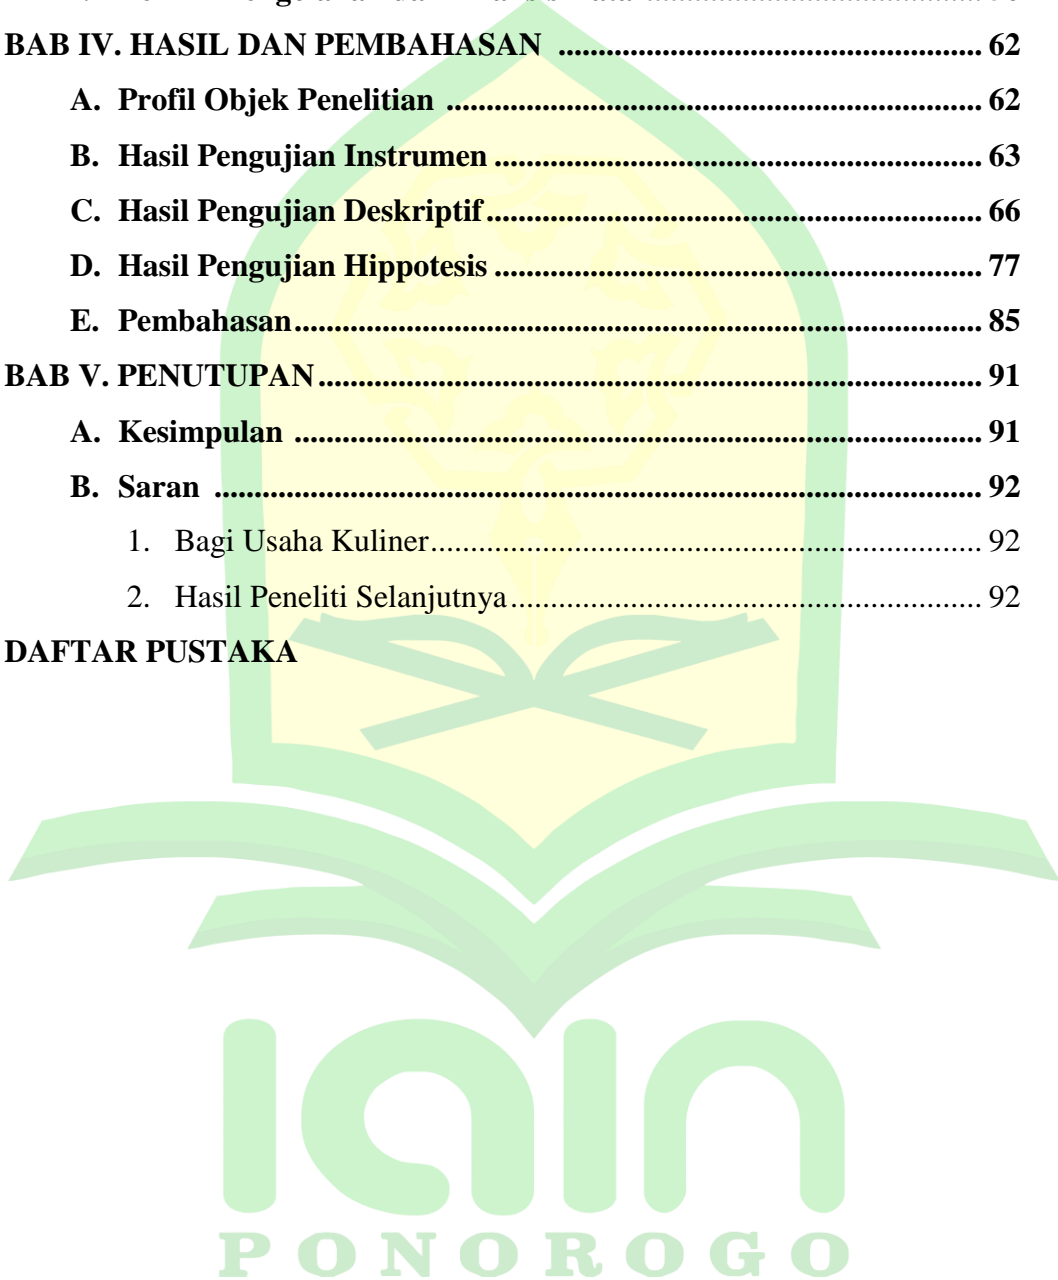 BAB IV. HASIL DAN PEMBAHASAN ..................................................... 62
A. Profil Objek Penelitian ................................................................... 62
B. Hasil Pengujian Instrumen ............................................................. 63
C. Hasil Pengujian Deskriptif .............................................................. 66
D. Hasil Pengujian Hippotesis ............................................................. 77
E. Pembahasan ...................................................................................... 85
BAB V. PENUTUPAN ................................................................................... 91
A. Kesimpulan ...................................................................................... 91
B. Saran ................................................................................................ 92
1. Bagi Usaha Kuliner ..................................................................... 92
2. Hasil Peneliti Selanjutnya ........................................................... 92
DAFTAR PUSTAKA
iain
PONOROGO